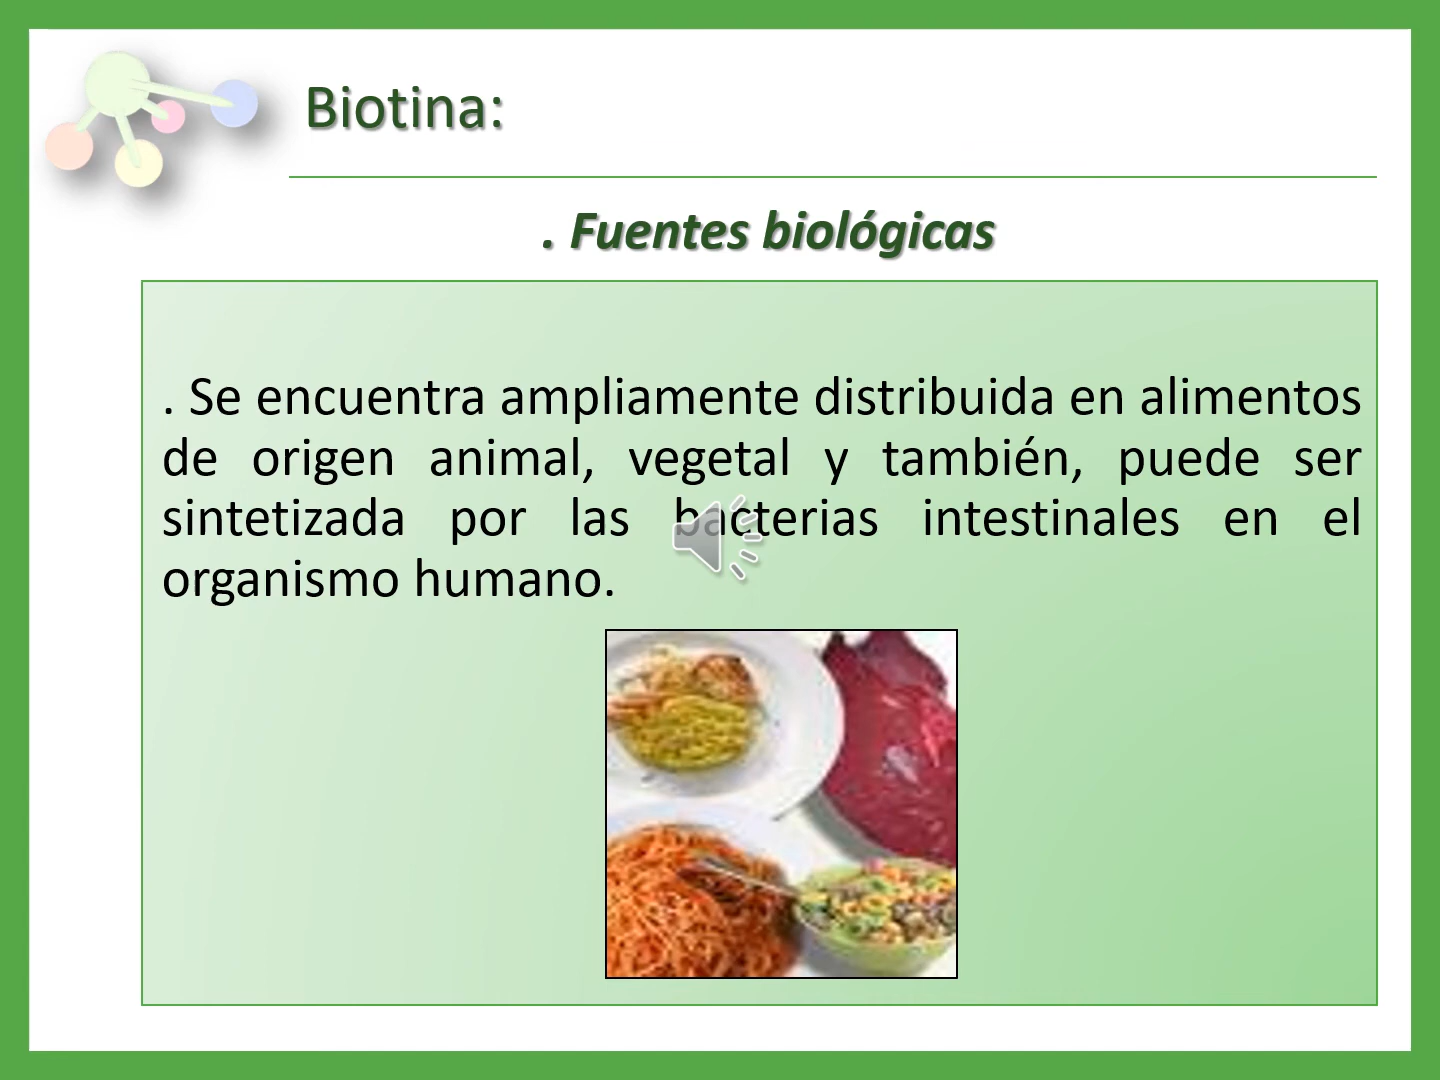 Biotina:
. Fuentes biológicas
. Se encuentra ampliamente distribuida en alimentos
de origen animal, vegetal y también, puede ser
sintetizada por las bacterias intestinales en el
organismo humano.